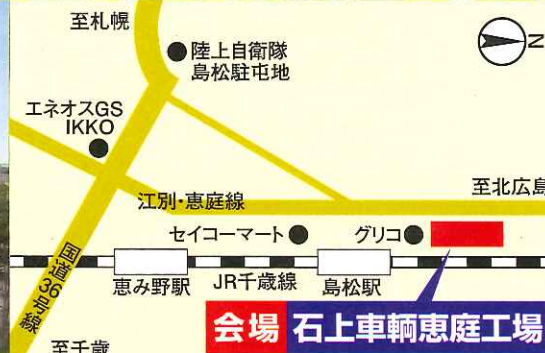 至札幌
陸上自衛隊
島松駐屯地
N
エネオスGS
IKKO
江別・恵庭線
至北広島
セイコーマート
グリコ
国道36号線
恵み野駅
JR千歳線
島松駅
至千歳
会場 石上車輌恵庭工場